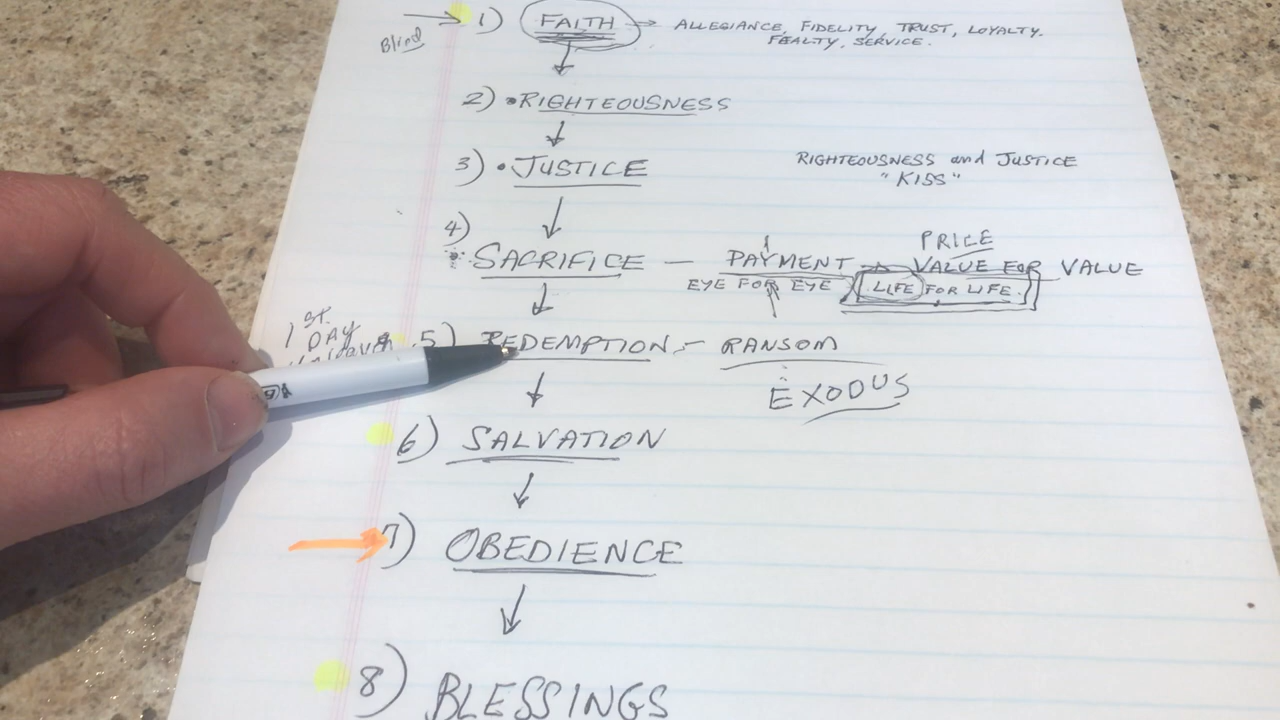 1) FAITH → ALLEGIANCE, FIDELITY, TRUST, LOYALTY.
FEALTY, SERVICE.
Blind
2) •RIGHTEOUSNESS
3) •JUSTICE
RIGHTEOUSNESS and JUSTICE
"KISS"
4)
SACRIFICE – PAYMENT
PRICE
VALUE FOR VALUE
EYE FOR EYE
LIFE FOR LIFE.
1ST.
DAY
5) REDEMPTION – RANSOM
EXODUS
6) SALVATION
7) OBEDIENCE
8) BLESSINGS